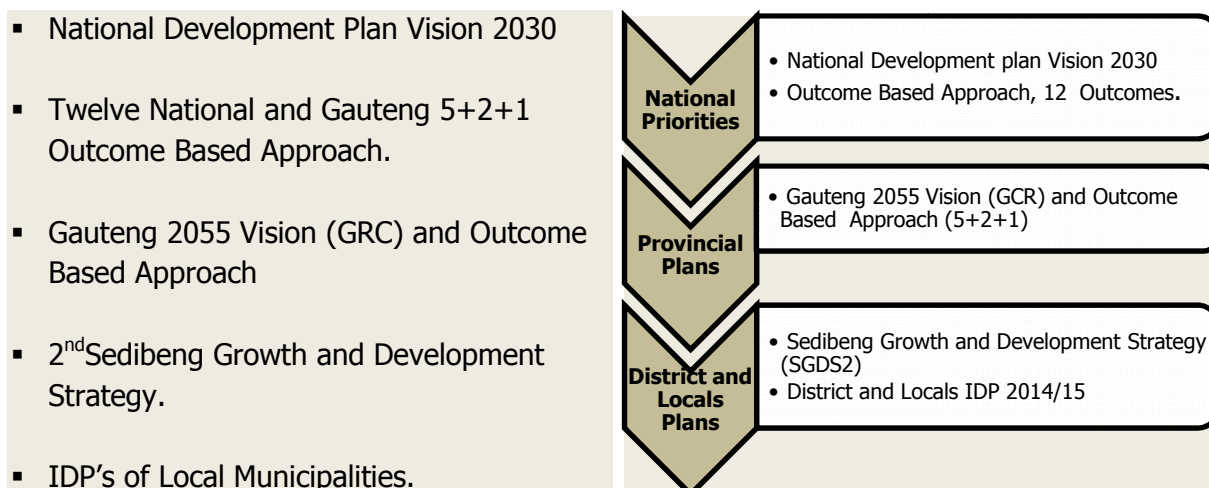 ▪ National Development Plan Vision 2030
▪ Twelve National and Gauteng 5+2+1
Outcome Based Approach.
▪ Gauteng 2055 Vision (GRC) and Outcome
Based Approach
▪ 2ndSedibeng Growth and Development
Strategy.
▪ IDP's of Local Municipalities.
National
Priorities
• National Development plan Vision 2030
• Outcome Based Approach, 12 Outcomes.
Provincial
Plans
• Gauteng 2055 Vision (GCR) and Outcome
Based Approach (5+2+1)
District and
Locals
Plans
• Sedibeng Growth and Development Strategy
(SGDS2)
• District and Locals IDP 2014/15